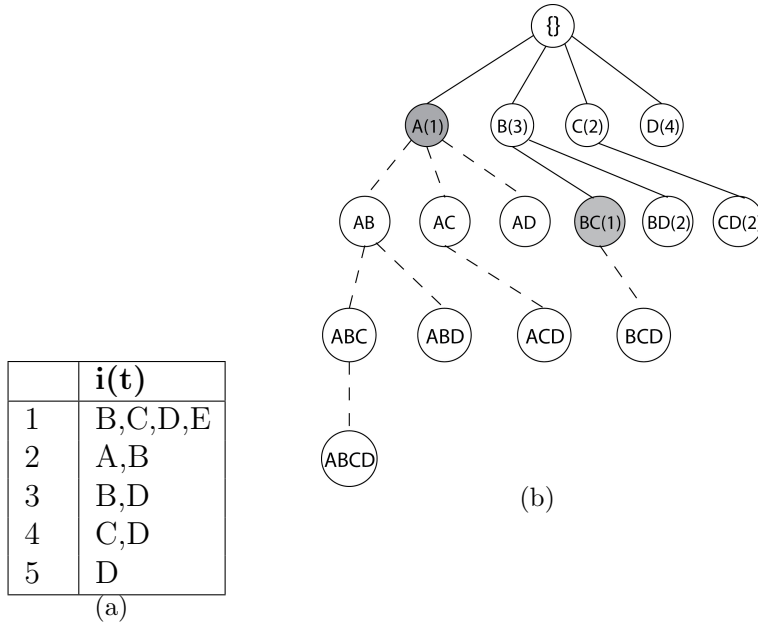 {}
A(1) B(3) C(2) D(4)
AB AC AD BC(1) BD(2) CD(2)
ABC ABD ACD BCD
ABCD
(b)
i(t)
1 B,C,D,E
2 A,B
3 B,D
4 C,D
5 D
(a)